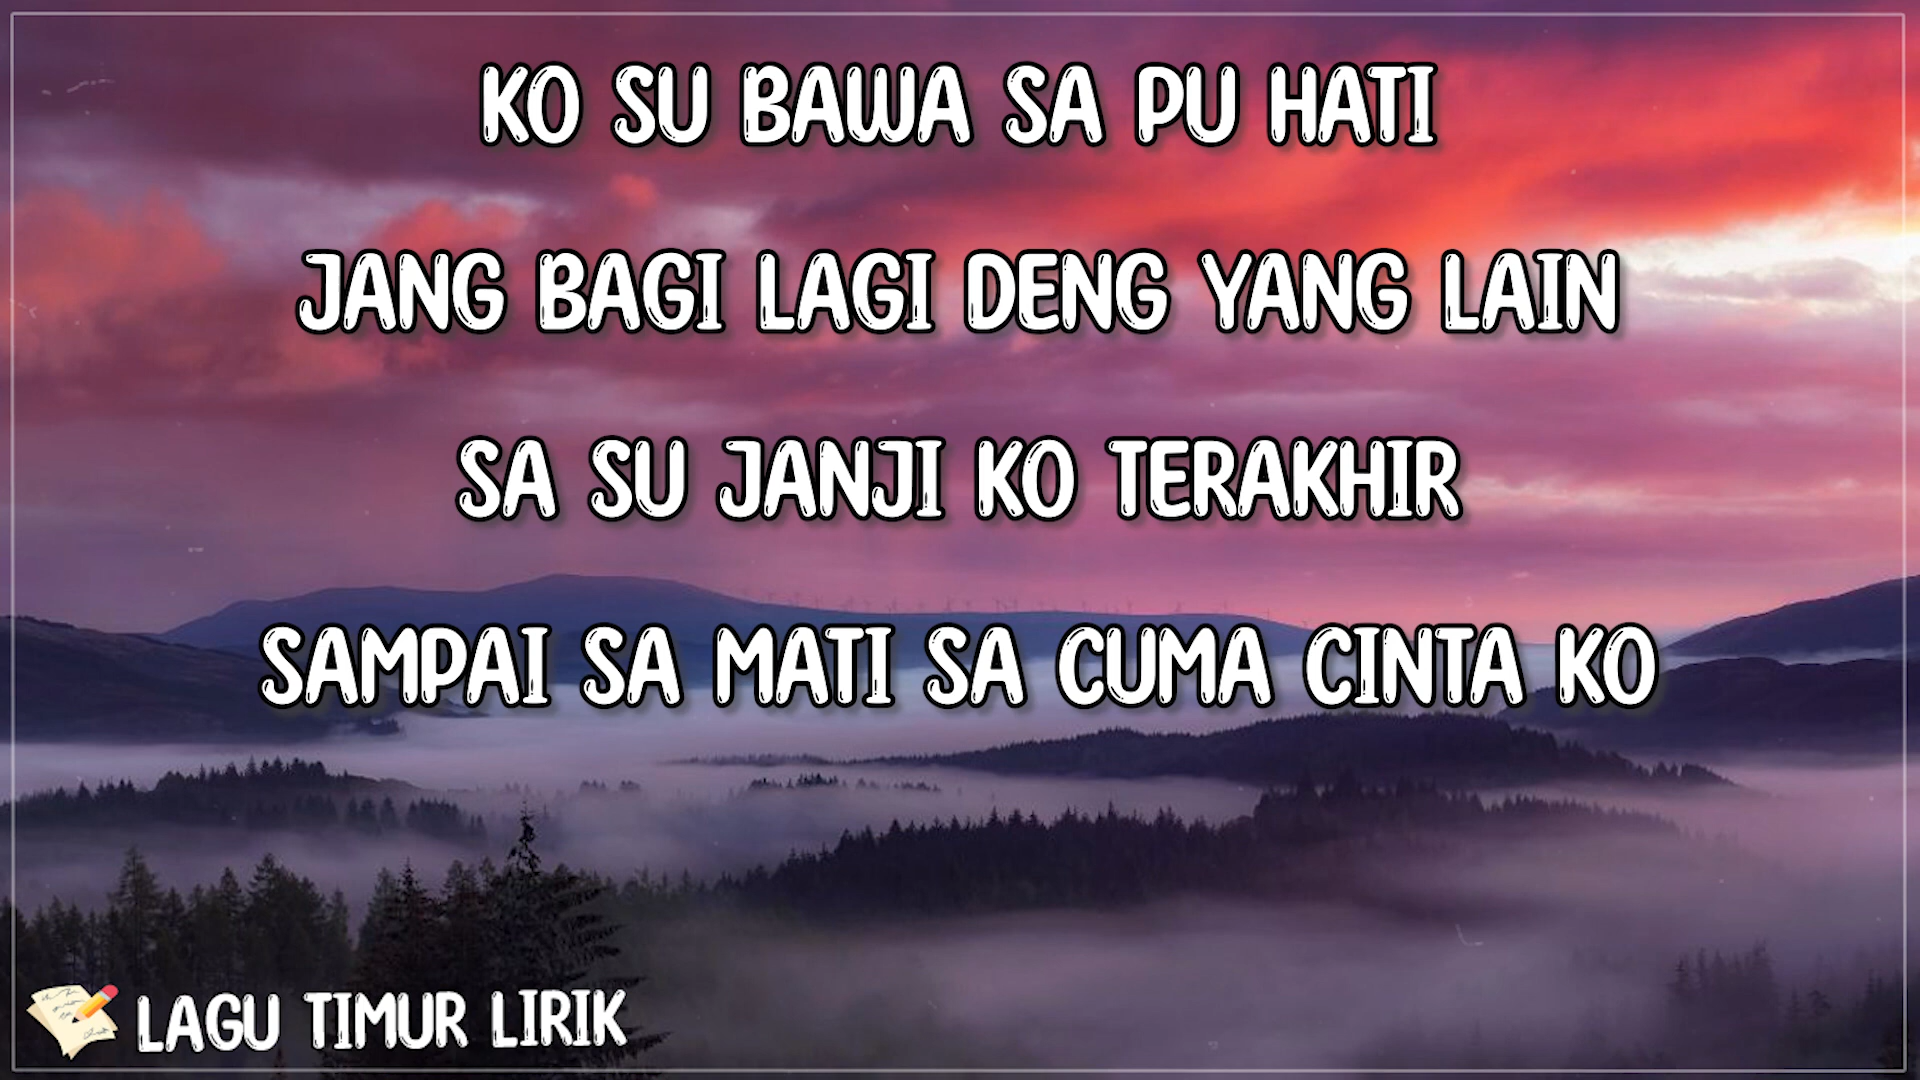 KO SU BAWA SA PU HATI
JANG BAGI LAGI DENG YANG LAIN
SA SU JANJI KO TERAKHIR
SAMPAI SA MATI SA CUMA CINTA KO
LAGU TIMUR LIRIK